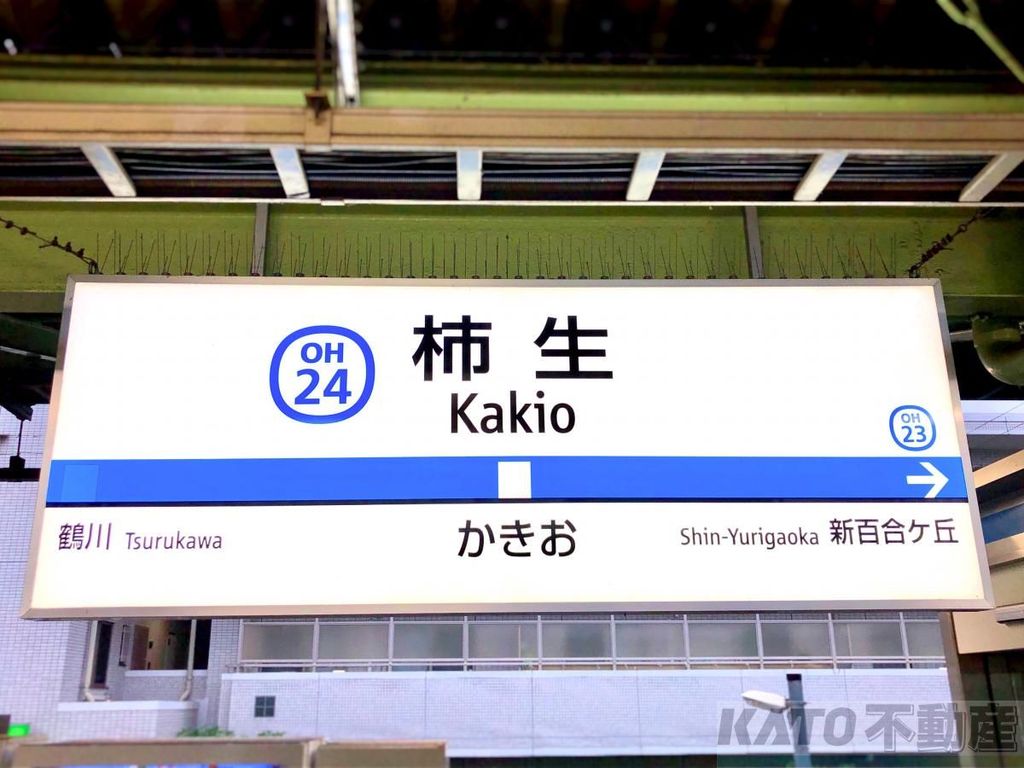 OH
24
柿生
Kakio
OH
23
鶴川 Tsurukawa
かきお
Shin-Yurigaoka 新百合ケ丘
KATO不動産